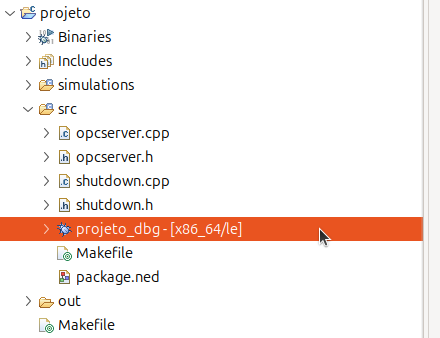 projeto
Binaries
Includes
simulations
src
opcserver.cpp
opcserver.h
shutdown.cpp
shutdown.h
projeto_dbg - [x86_64/le]
Makefile
package.ned
out
Makefile